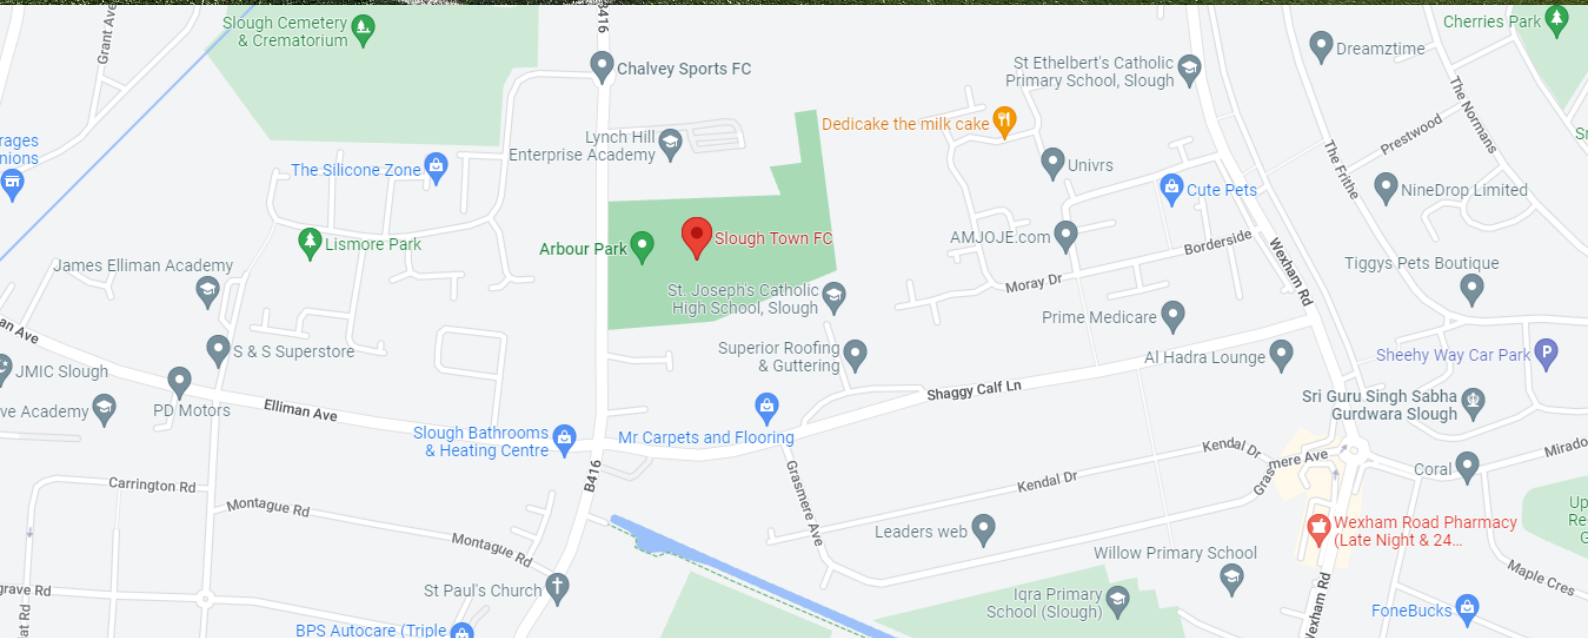 Slough Cemetery
& Crematorium
Grant Ave
B416
Chalvey Sports FC
Cherries Park
Dreamztime
St Ethelbert's Catholic
Primary School, Slough
The Normans
Dedicake the milk cake
Lynch Hill
Enterprise Academy
Prestwood
The Silicone Zone
Univrs
The Frithe
Cute Pets
NineDrop Limited
Slough Town FC
Arbour Park
Lismore Park
AMJOJE.com
Borderside
Wexham Rd
James Elliman Academy
Tiggys Pets Boutique
Moray Dr
St. Joseph's Catholic
High School, Slough
Prime Medicare
S & S Superstore
Superior Roofing
& Guttering
Al Hadra Lounge
Sheehy Way Car Park
P
JMIC Slough
PD Motors
Elliman Ave
Shaggy Calf Ln
Sri Guru Singh Sabha
Gurdwara Slough
Academy
Slough Bathrooms
& Heating Centre
Mr Carpets and Flooring
Kendal Dr
Grasmere Ave
Coral
B416
Grasmere Ave
Kendal Dr
Carrington Rd
Montague Rd
Montague Rd
Leaders web
Wexham Road Pharmacy
(Late Night & 24...
Willow Primary School
Maple Cres
St Paul's Church
Iqra Primary
School (Slough)
Wexham Rd
FoneBucks
BPS Autocare (Triple